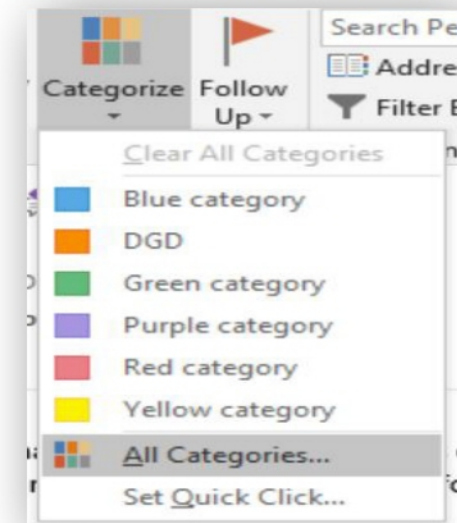 Search Pe
Addre
Categorize Follow
Up
Filter E
Clear All Categories
Blue category
DGD
Green category
Purple category
Red category
Yellow category
All Categories...
Set Quick Click...